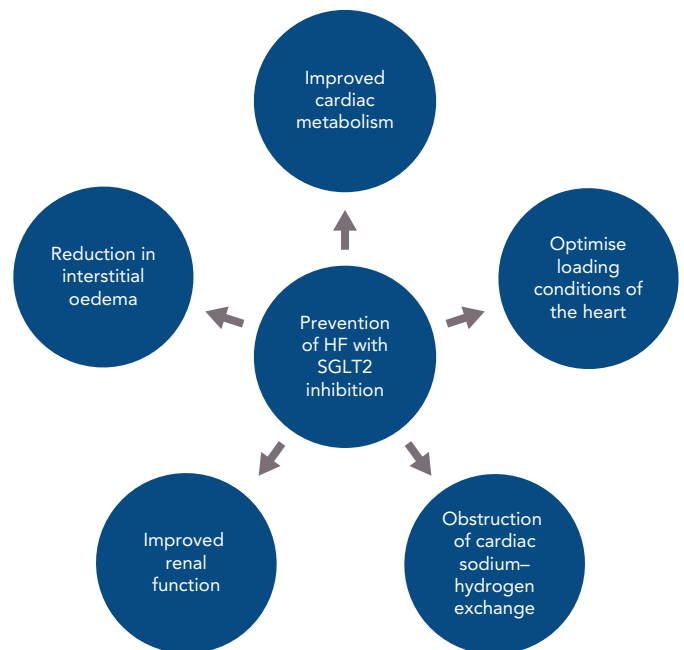 Improved
cardiac
metabolism
Optimise
loading
conditions of
the heart
Obstruction
of cardiac
sodium–
hydrogen
exchange
Improved
renal
function
Reduction in
interstitial
oedema
Prevention
of HF with
SGLT2
inhibition